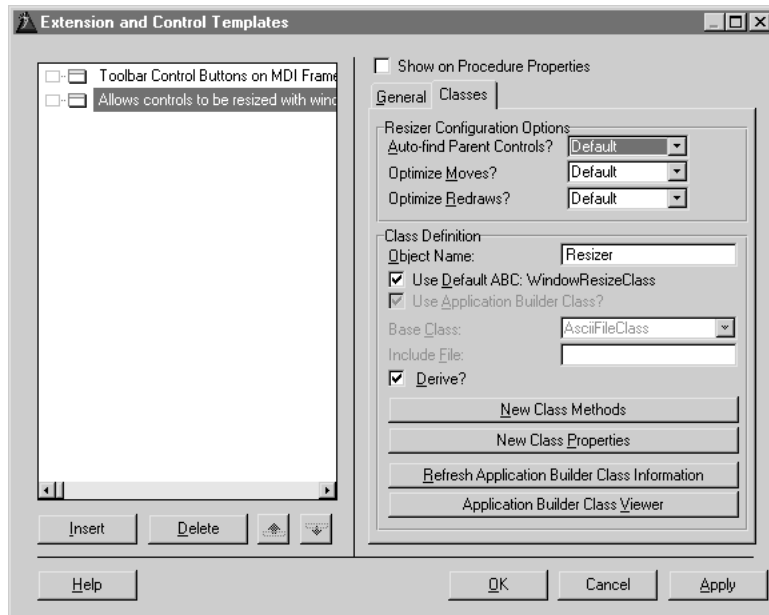 Extension and Control Templates
Toolbar Control Buttons on MDI Frame
Allows controls to be resized with wind
Show on Procedure Properties
General Classes
Resizer Configuration Options
Auto-find Parent Controls? Default
Optimize Moves? Default
Optimize Redraws? Default
Class Definition
Object Name: Resizer
Use Default ABC: WindowResizeClass
Use Application Builder Class?
Base Class: AsciiFileClass
Include File:
Derive?
New Class Methods
New Class Properties
Refresh Application Builder Class Information
Application Builder Class Viewer
Insert Delete
Help OK Cancel Apply